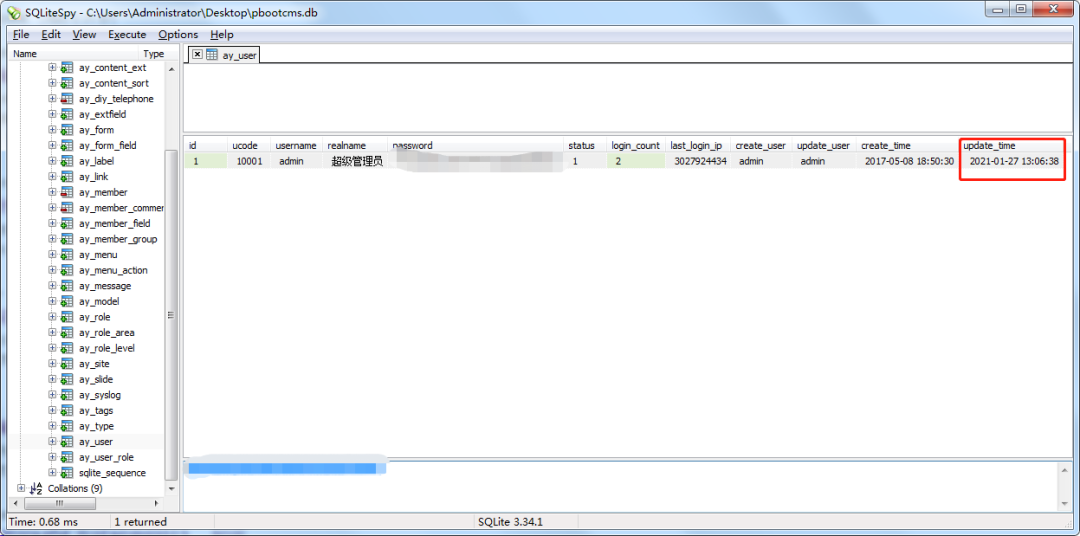 SQLiteSpy - C:\Users\Administrator\Desktop\pbootcms.db
File Edit View Execute Options Help
Name Type
ay_content_ext
ay_content_sort
ay_diy_telephone
ay_extfield
ay_form
ay_form_field
ay_label
ay_link
ay_member
ay_member_commer
ay_member_field
ay_member_group
ay_menu
ay_menu_action
ay_message
ay_model
ay_role
ay_role_area
ay_role_level
ay_site
ay_slide
ay_syslog
ay_tags
ay_type
ay_user
ay_user_role
sqlite_sequence
Collations (9)
ay_user
id ucode username realname password status login_count last_login_ip create_user update_user create_time update_time
1 10001 admin 超级管理员 1 2 3027924434 admin admin 2017-05-08 18:50:30 2021-01-27 13:06:38
Time: 0.68 ms 1 returned SQLite 3.34.1